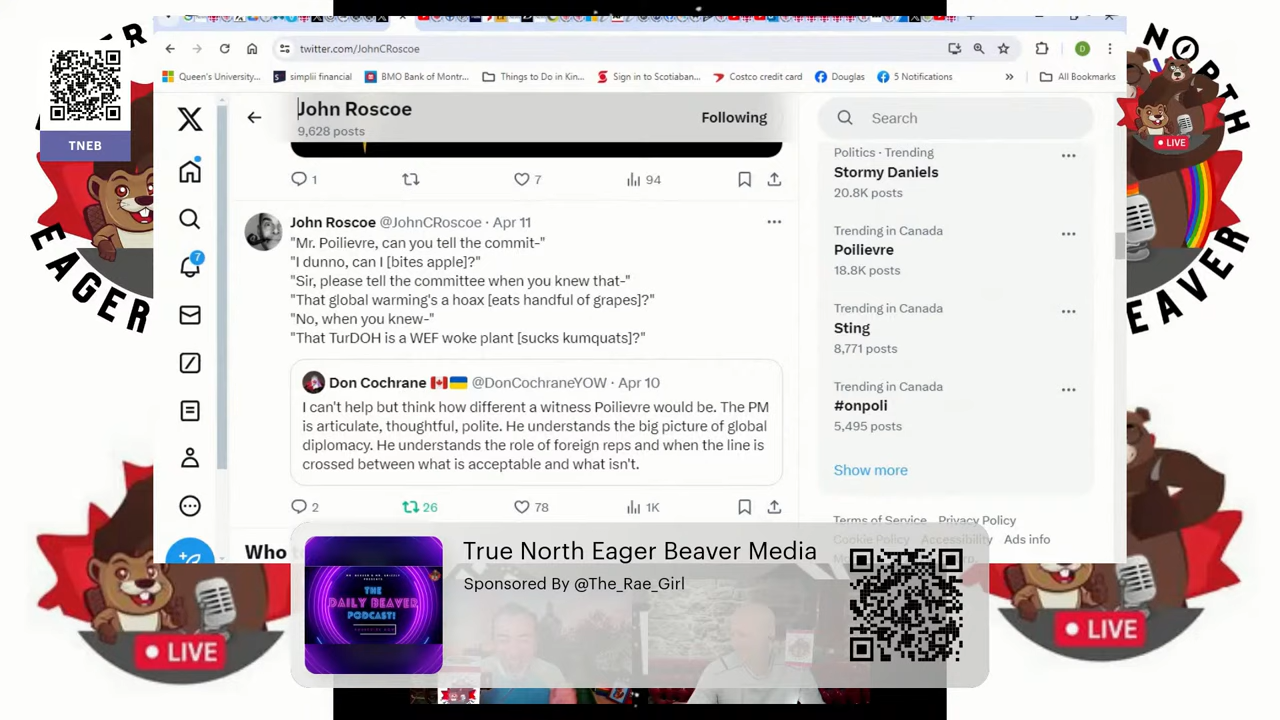 twitter.com/JohnCRoscoe
Queen's University...
simplii financial
BMO Bank of Montr...
Things to Do in Kin...
Sign in to Scotiaban...
Costco credit card
Douglas
5 Notifications
»
All Bookmarks
D
TNEB
EAGER
NORTH
BEAVER
LIVE
John Roscoe
9,628 posts
Following
Search
1
7
94
7
John Roscoe @JohnCRoscoe · Apr 11
"Mr. Poilievre, can you tell the commit-"
"I dunno, can I [bites apple]?"
"Sir, please tell the committee when you knew that-"
"That global warming's a hoax [eats handful of grapes]?"
"No, when you knew-"
"That TurDOH is a WEF woke plant [sucks kumquats]?"
Don Cochrane @DonCochraneYOW · Apr 10
I can't help but think how different a witness Poilievre would be. The PM
is articulate, thoughtful, polite. He understands the big picture of global
diplomacy. He understands the role of foreign reps and when the line is
crossed between what is acceptable and what isn't.
2
26
78
1K
Who
Politics · Trending
Stormy Daniels
20.8K posts
Trending in Canada
Poilievre
18.8K posts
Trending in Canada
Sting
8,771 posts
Trending in Canada
#onpoli
5,495 posts
Show more
Terms of Service
Privacy Policy
Cookie Policy
Accessibility
Ads info
THE
DAILY BEAVER
PODCAST!
True North Eager Beaver Media
Sponsored By @The_Rae_Girl
LIVE
LIVE